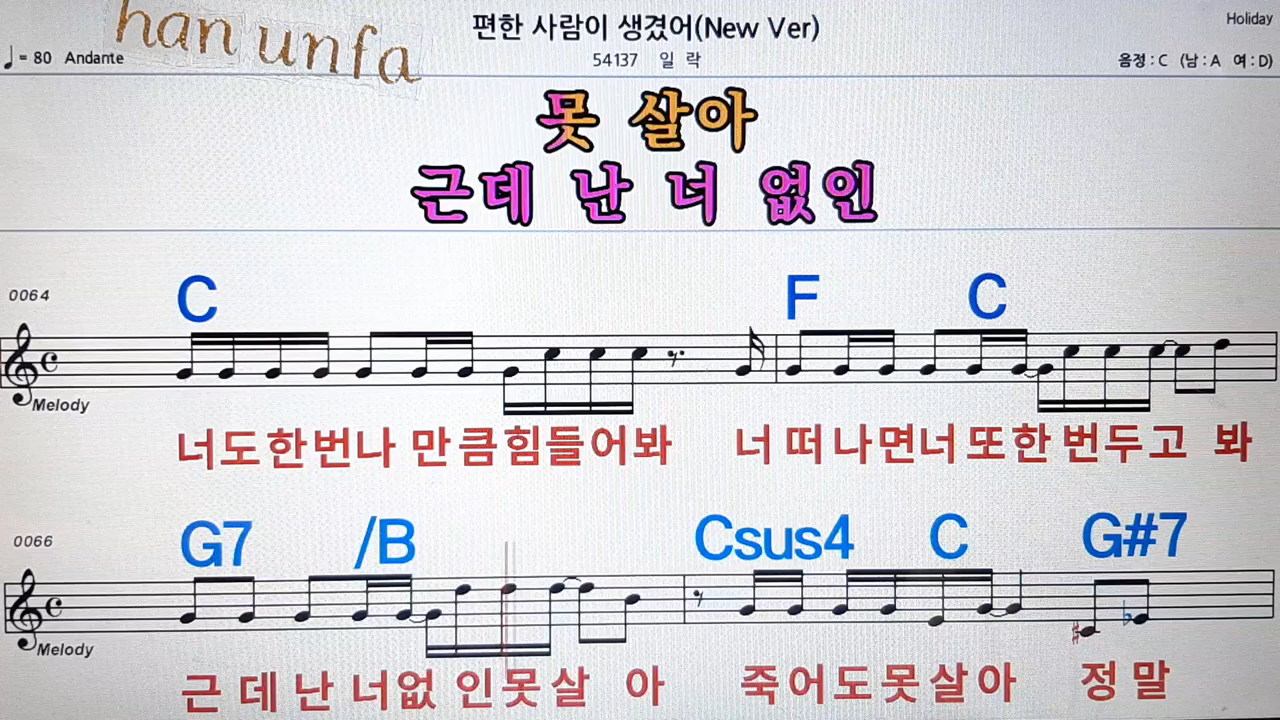 han unfa
편한 사람이 생겼어(New Ver)
Holiday
♩= 80 Andante
54137 일 락
음정 : C (남 : A 여 : D)
못 살아
근데 난 너 없인
0064
C F C
Melody
너도한번나 만큼힘들어봐 너 떠나면너 또한 번두고 봐
0066
G7 /B Csus4 C G#7
Melody
근 데 난 너없 인못살 아 죽어도못살아 정 말